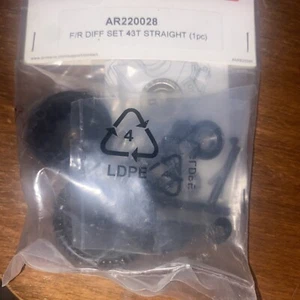 AR220028
F/R DIFF SET 43T STRAIGHT (1pc)
4
LDPE